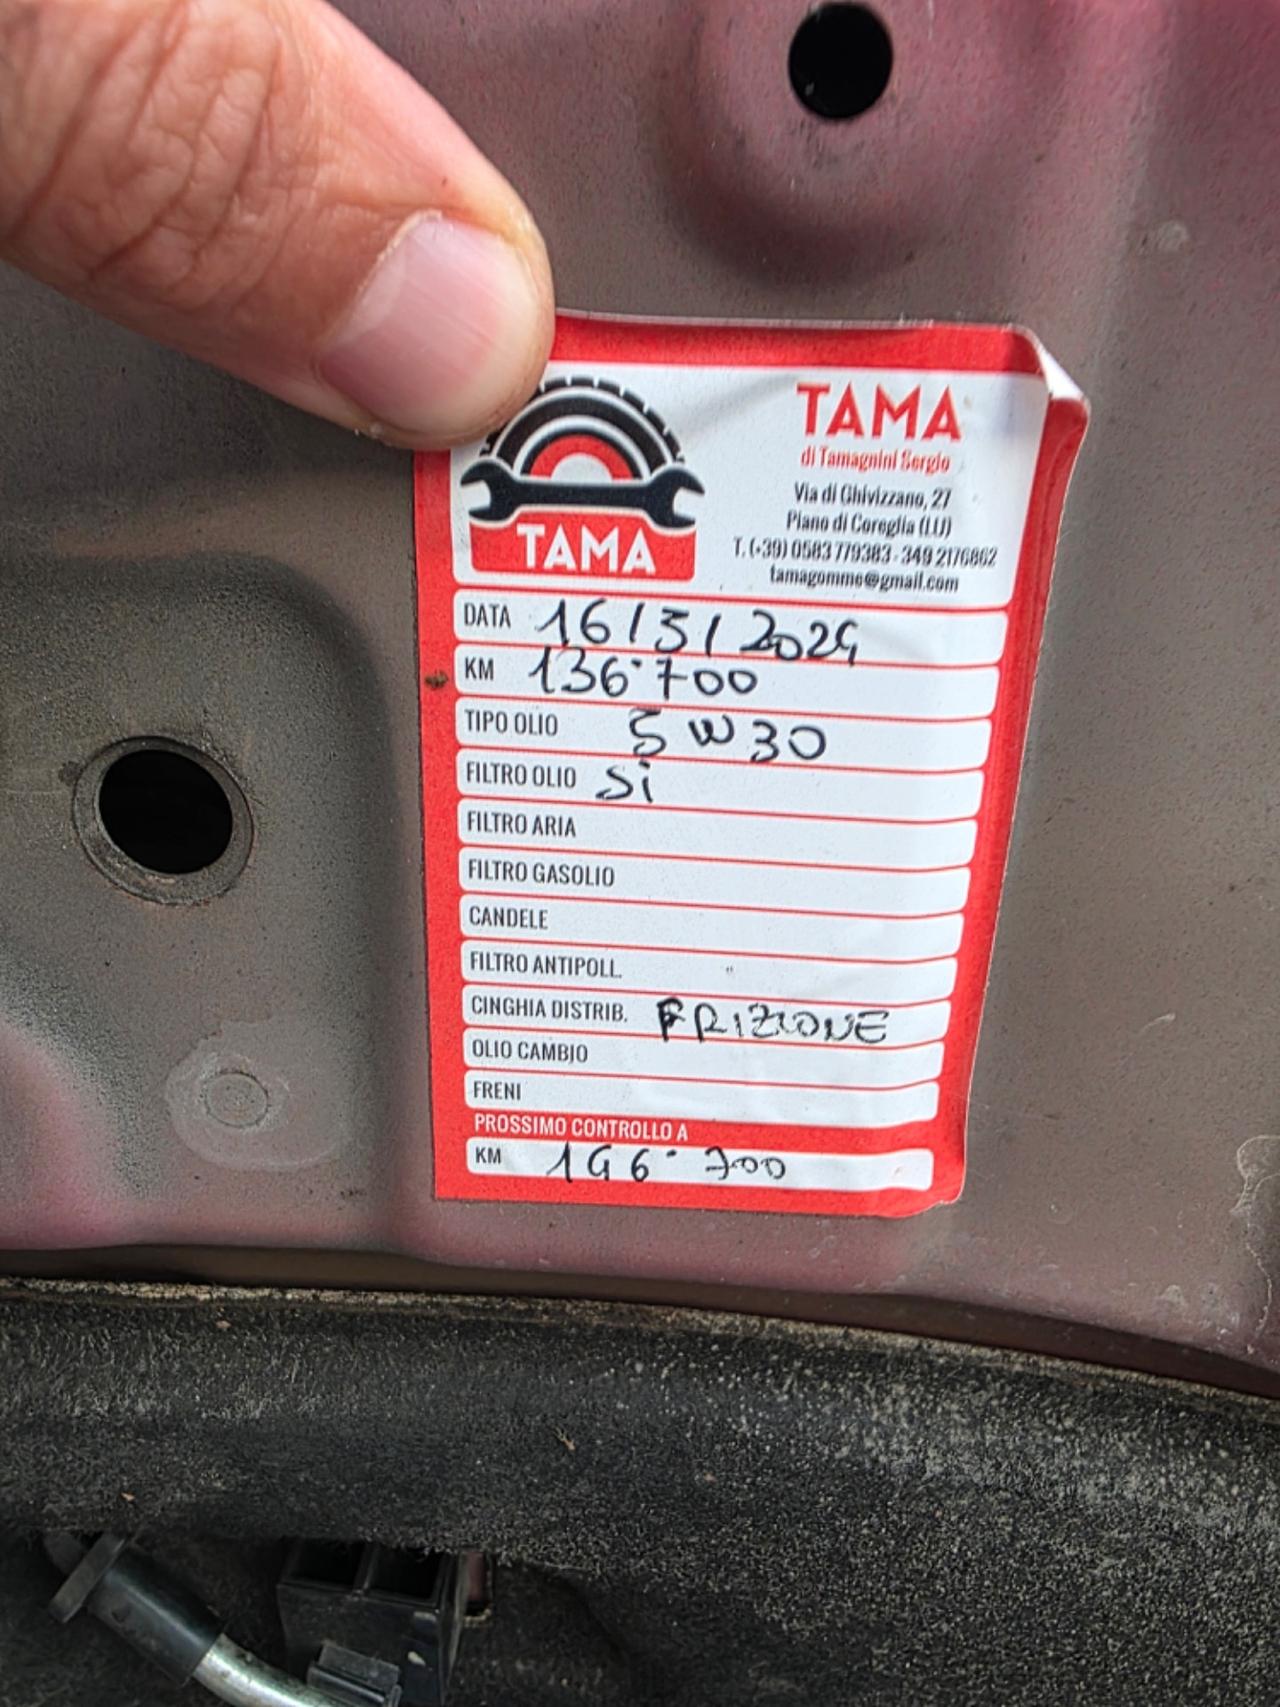 TAMA
TAMA
di Tamagnini Sergio
Via di Ghivizzano, 27
Piano di Coreglia (LU)
T. (+39) 0583 779383 - 349 2176862
tamagomme@gmail.com
DATA 16/3/2024
KM 136.700
TIPO OLIO 5W30
FILTRO OLIO Si
FILTRO ARIA
FILTRO GASOLIO
CANDELE
FILTRO ANTIPOLL.
CINGHIA DISTRIB. FRIZIONE
OLIO CAMBIO
FRENI
PROSSIMO CONTROLLO A
KM 146.700